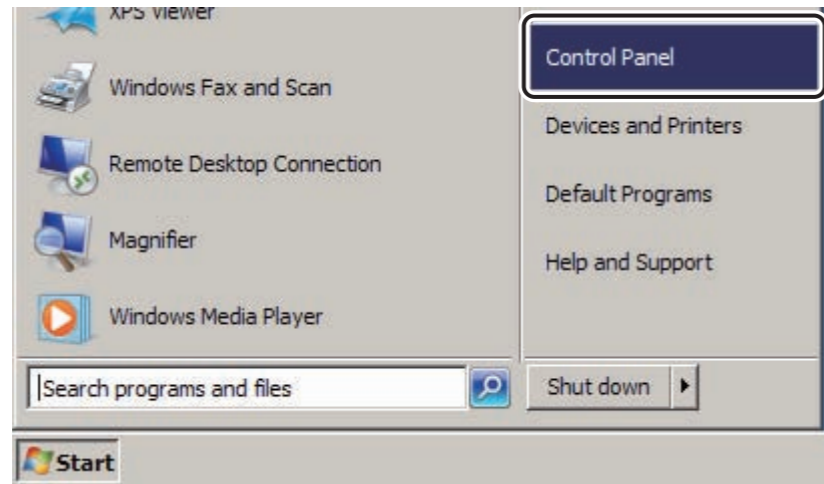 XPS Viewer
Windows Fax and Scan
Remote Desktop Connection
Magnifier
Windows Media Player
Search programs and files
Control Panel
Devices and Printers
Default Programs
Help and Support
Shut down
Start